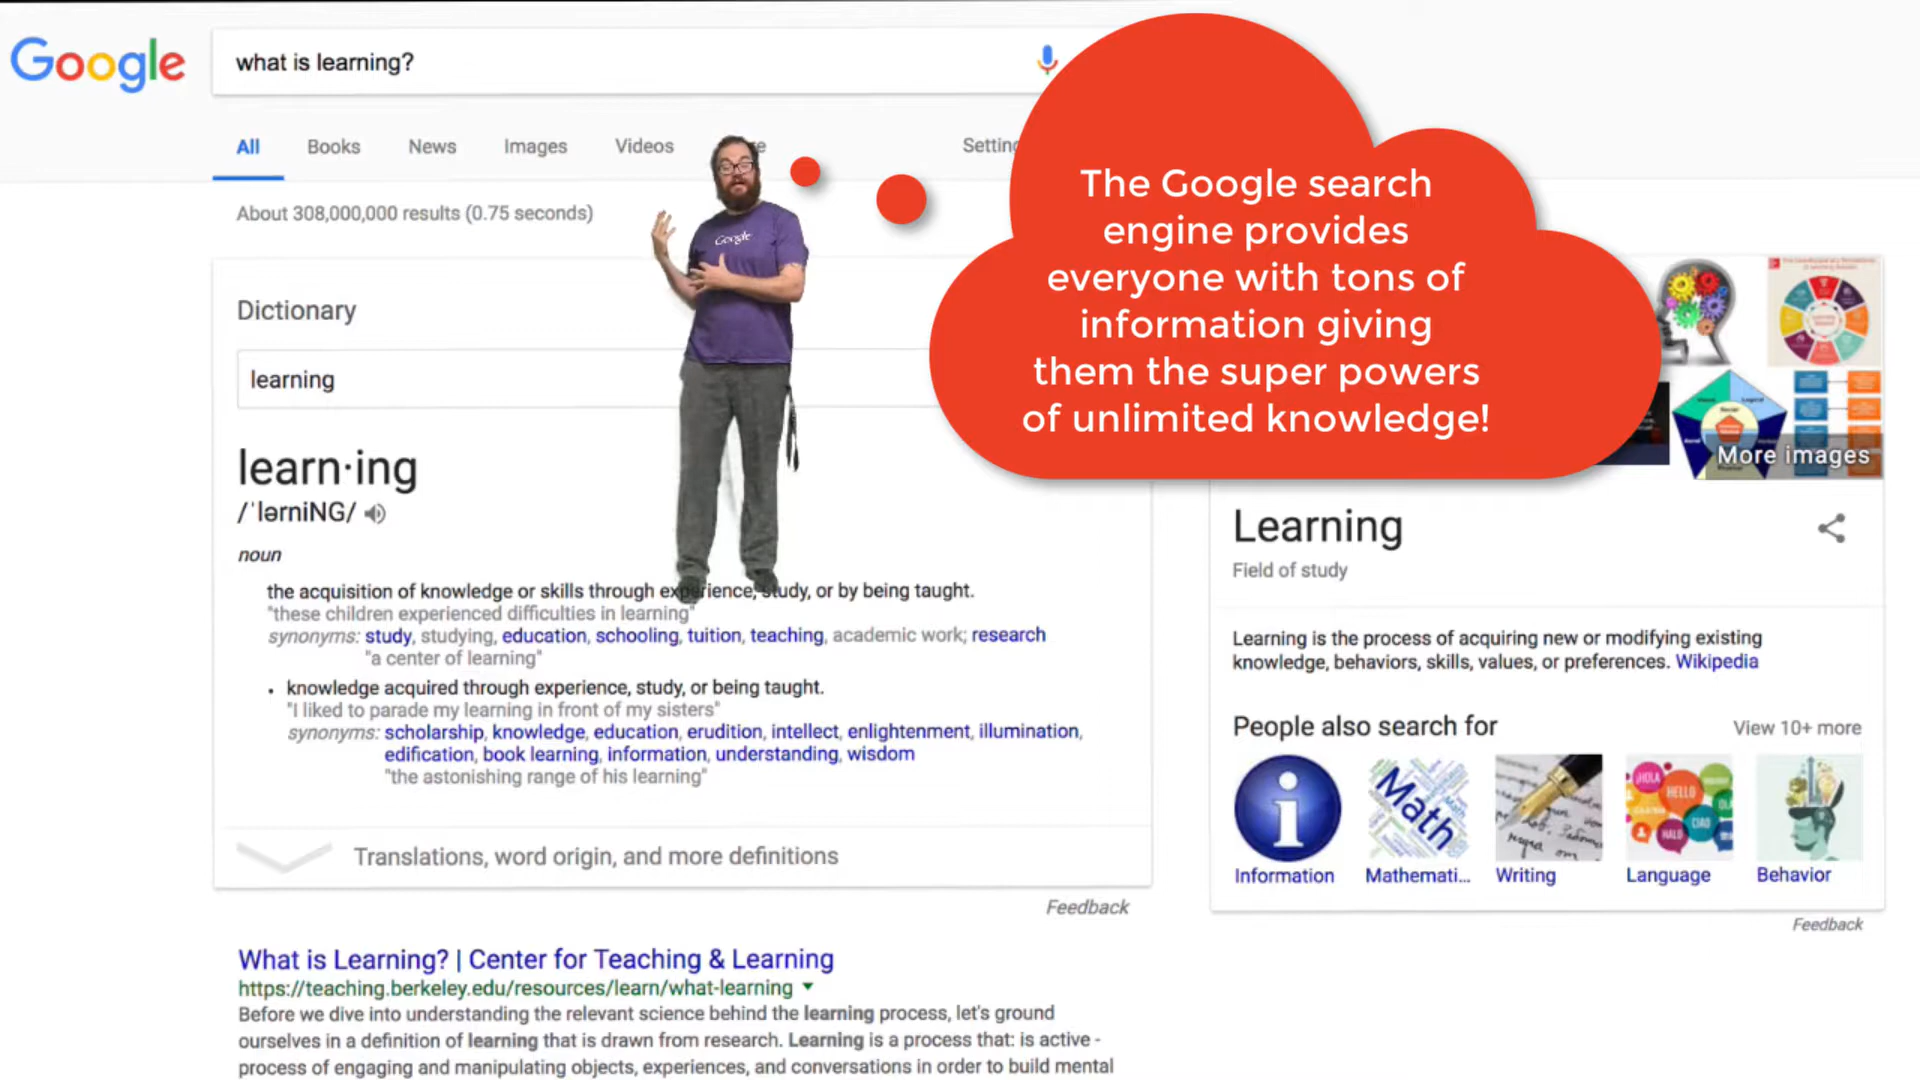 Google
what is learning?
All Books News Images Videos
About 308,000,000 results (0.75 seconds)
Google
The Google search
engine provides
everyone with tons of
information giving
them the super powers
of unlimited knowledge!
Dictionary
learning
learn·ing
/ˈlərniNG/
noun
the acquisition of knowledge or skills through experience, study, or by being taught.
"these children experienced difficulties in learning"
synonyms: study, studying, education, schooling, tuition, teaching, academic work; research
"a center of learning"
• knowledge acquired through experience, study, or being taught.
"I liked to parade my learning in front of my sisters"
synonyms: scholarship, knowledge, education, erudition, intellect, enlightenment, illumination,
edification, book learning, information, understanding, wisdom
"the astonishing range of his learning"
Translations, word origin, and more definitions
Feedback
What is Learning? | Center for Teaching & Learning
https://teaching.berkeley.edu/resources/learn/what-learning
Before we dive into understanding the relevant science behind the learning process, let's ground
ourselves in a definition of learning that is drawn from research. Learning is a process that: is active -
process of engaging and manipulating objects, experiences, and conversations in order to build mental
More images
Learning
Field of study
Learning is the process of acquiring new or modifying existing
knowledge, behaviors, skills, values, or preferences. Wikipedia
People also search for
View 10+ more
Math
¡HOLA
HELLO
CIAO
HALO
Information Mathemati... Writing Language Behavior
Feedback